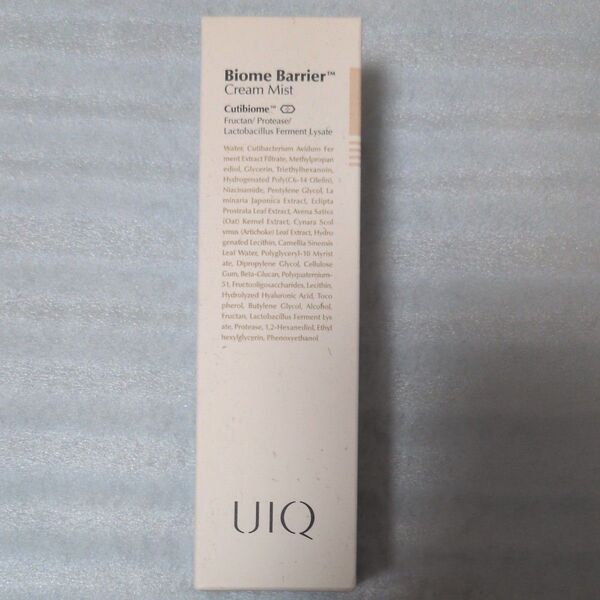 Biome Barrier™
Cream Mist
Cutibiome™
Fructan/ Protease/
Lactobacillus Ferment Lysate
Water, Cutibacterium Avidum Fer
ment Extract Filtrate, Methylpropan
ediol, Glycerin, Triethylhexanoin,
Hydrogenated Poly(C6-14 Olefin),
Niacinamide, Pentylene Glycol, La
minaria Japonica Extract, Eclipta
Prostrata Leaf Extract, Avena Sativa
(Oat) Kernel Extract, Cynara Scol
ymus (Artichoke) Leaf Extract, Hydro
genated Lecithin, Camellia Sinensis
Leaf Water, Polyglyceryl-10 Myrist
ate, Dipropylene Glycol, Cellulose
Gum, Beta-Glucan, Polyquaternium-
51, Fructooligosaccharides, Lecithin,
Hydrolyzed Hyaluronic Acid, Toco
pherol, Butylene Glycol, Alcohol,
Fructan, Lactobacillus Ferment Lys
ate, Protease, 1,2-Hexanediol, Ethyl
hexylglycerin, Phenoxyethanol
UIQ